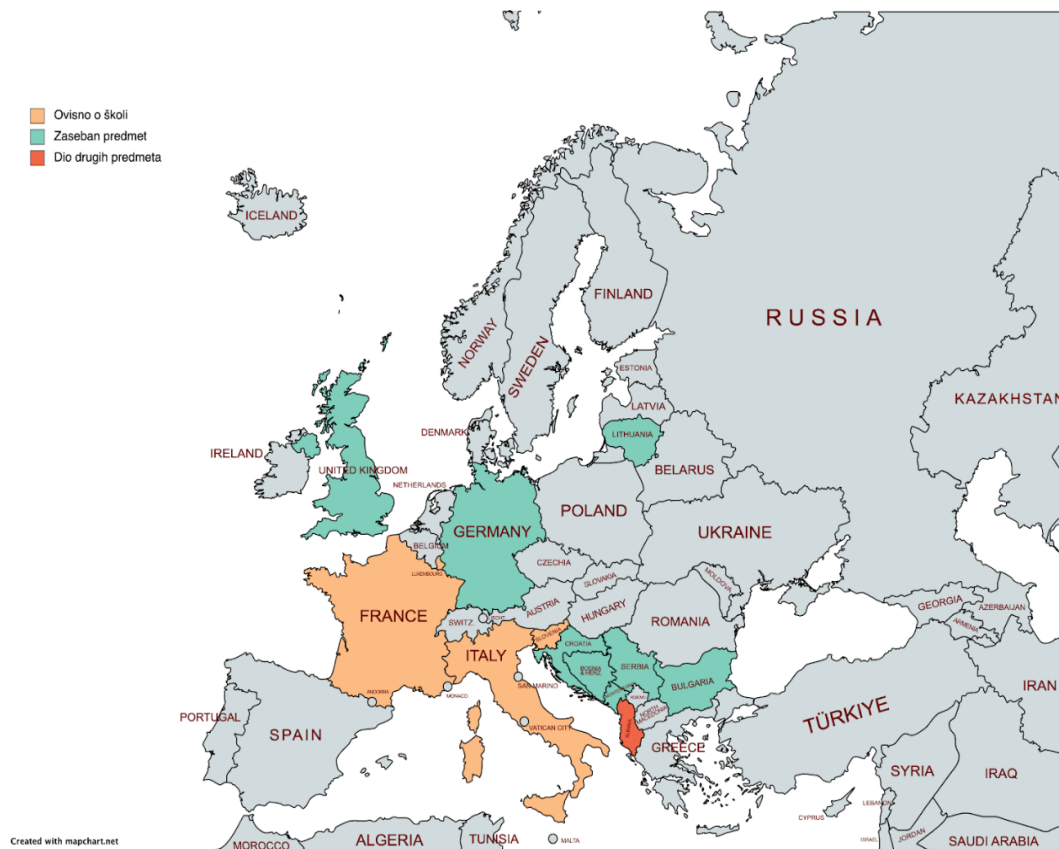 Ovisno o školi
Zaseban predmet
Dio drugih predmeta
ICELAND
FINLAND
NORWAY
SWEDEN
RUSSIA
ESTONIA
LATVIA
KAZAKHSTAN
DENMARK
LITHUANIA
IRELAND
UNITED KINGDOM
BELARUS
NETHERLANDS
POLAND
GERMANY
UKRAINE
BELGIUM
CZECHIA
LUXEMBOURG
SLOVAKIA
MOLDOVA
AUSTRIA
HUNGARY
FRANCE
SWITZ.
ROMANIA
GEORGIA
AZERBAIJAN
ARMENIA
SLOVENIA
CROATIA
ITALY
BOSNIA
& HERZ.
SERBIA
BULGARIA
SAN MARINO
MONACO
ANDORRA
KOSOVO
NORTH
MACEDONIA
IRAN
VATICAN CITY
ALBANIA
PORTUGAL
SPAIN
TÜRKIYE
GREECE
SYRIA
IRAQ
LEBANON
CYPRUS
ISRAEL
JORDAN
Created with mapchart.net
MOROCCO
ALGERIA
TUNISIA
MALTA
SAUDI ARABIA